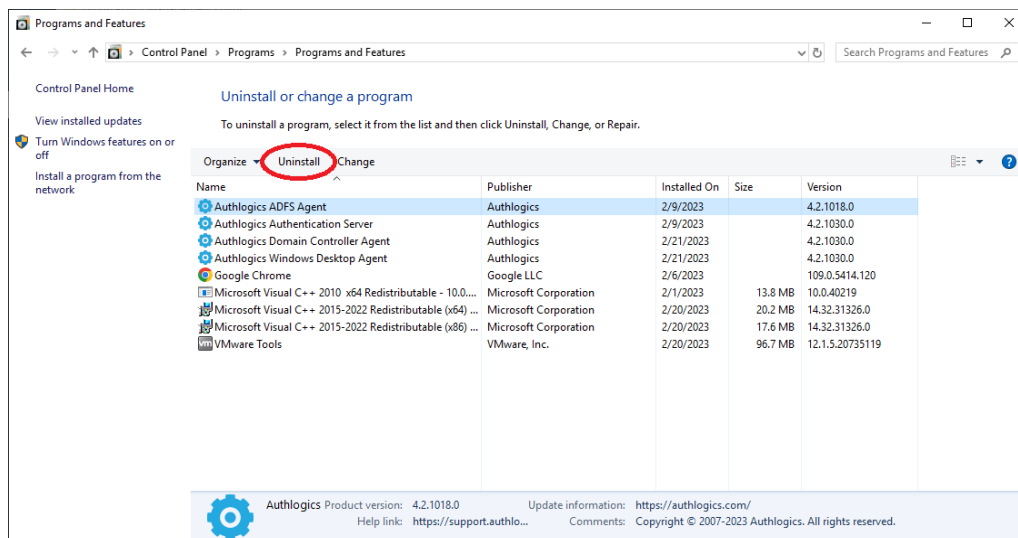 Programs and Features
Control Panel > Programs > Programs and Features
Search Programs and Features
Control Panel Home
View installed updates
Turn Windows features on or
off
Install a program from the
network
Uninstall or change a program
To uninstall a program, select it from the list and then click Uninstall, Change, or Repair.
Organize Uninstall Change
Name Publisher Installed On Size Version
Authlogics ADFS Agent Authlogics 2/9/2023 4.2.1018.0
Authlogics Authentication Server Authlogics 2/9/2023 4.2.1030.0
Authlogics Domain Controller Agent Authlogics 2/21/2023 4.2.1030.0
Authlogics Windows Desktop Agent Authlogics 2/21/2023 4.2.1030.0
Google Chrome Google LLC 2/6/2023 109.0.5414.120
Microsoft Visual C++ 2010 x64 Redistributable - 10.0.... Microsoft Corporation 2/1/2023 13.8 MB 10.0.40219
Microsoft Visual C++ 2015-2022 Redistributable (x64) ... Microsoft Corporation 2/20/2023 20.2 MB 14.32.31326.0
Microsoft Visual C++ 2015-2022 Redistributable (x86) ... Microsoft Corporation 2/20/2023 17.6 MB 14.32.31326.0
vm VMware Tools VMware, Inc. 2/20/2023 96.7 MB 12.1.5.20735119
Authlogics Product version: 4.2.1018.0 Update information: https://authlogics.com/
Help link: https://support.authlo... Comments: Copyright © 2007-2023 Authlogics. All rights reserved.